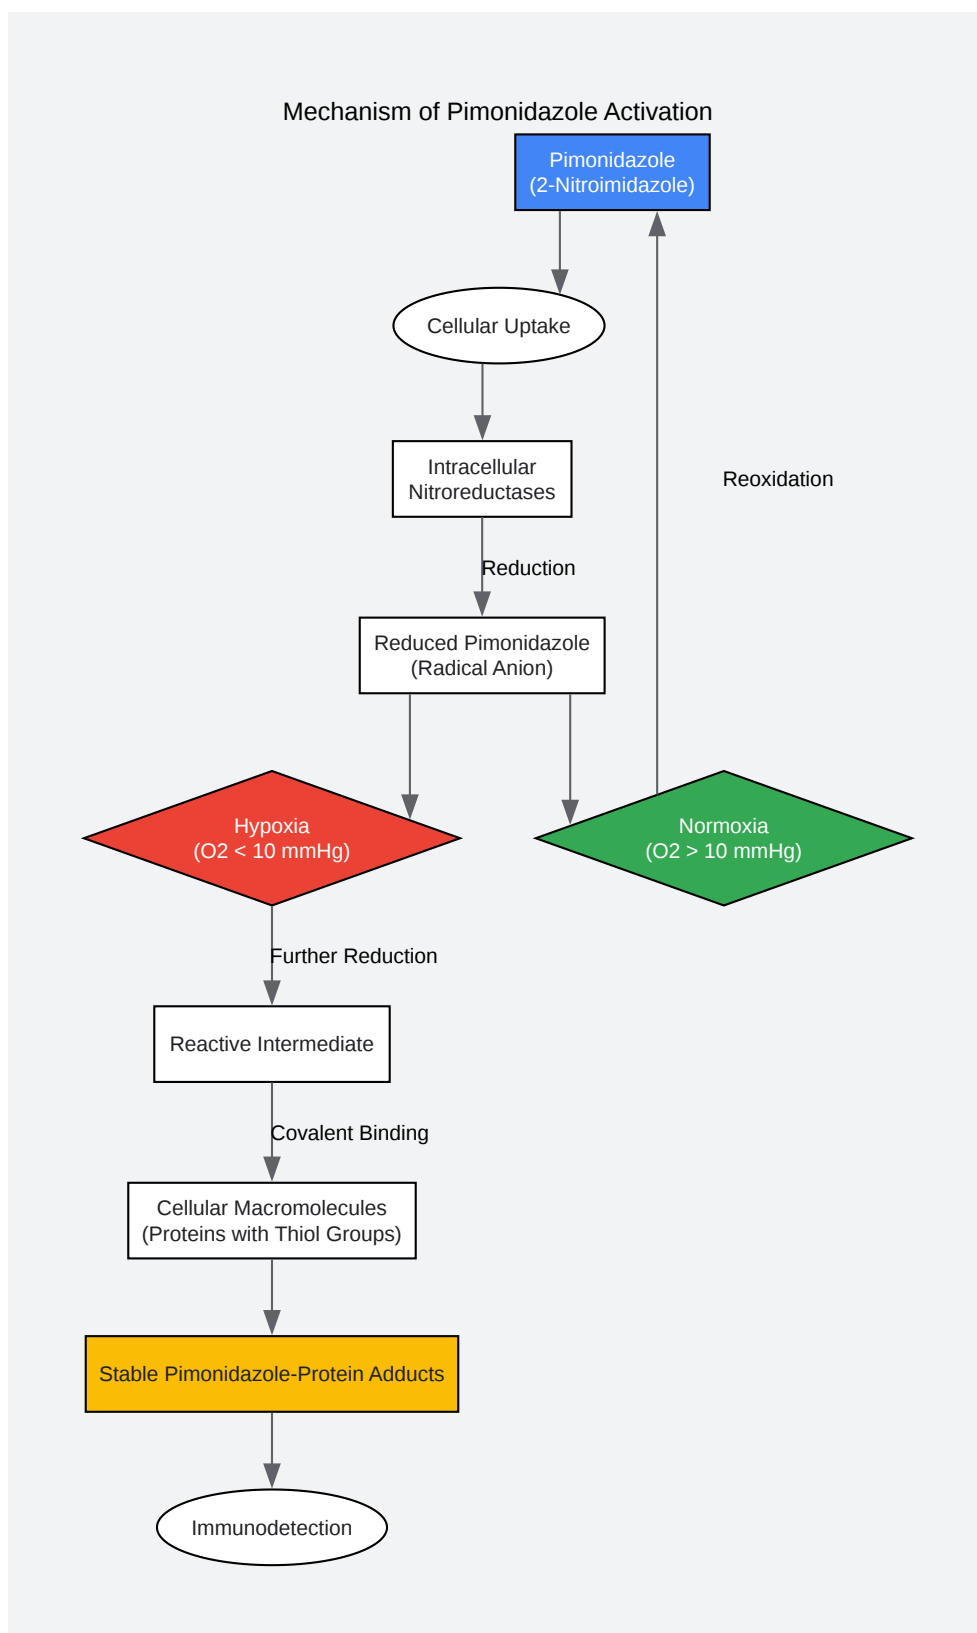 Mechanism of Pimonidazole Activation
Pimonidazole
(2-Nitroimidazole)
Cellular Uptake
Intracellular
Nitroreductases
Reoxidation
Reduction
Reduced Pimonidazole
(Radical Anion)
Hypoxia
(O2 < 10 mmHg)
Normoxia
(O2 > 10 mmHg)
Further Reduction
Reactive Intermediate
Covalent Binding
Cellular Macromolecules
(Proteins with Thiol Groups)
Stable Pimonidazole-Protein Adducts
Immunodetection